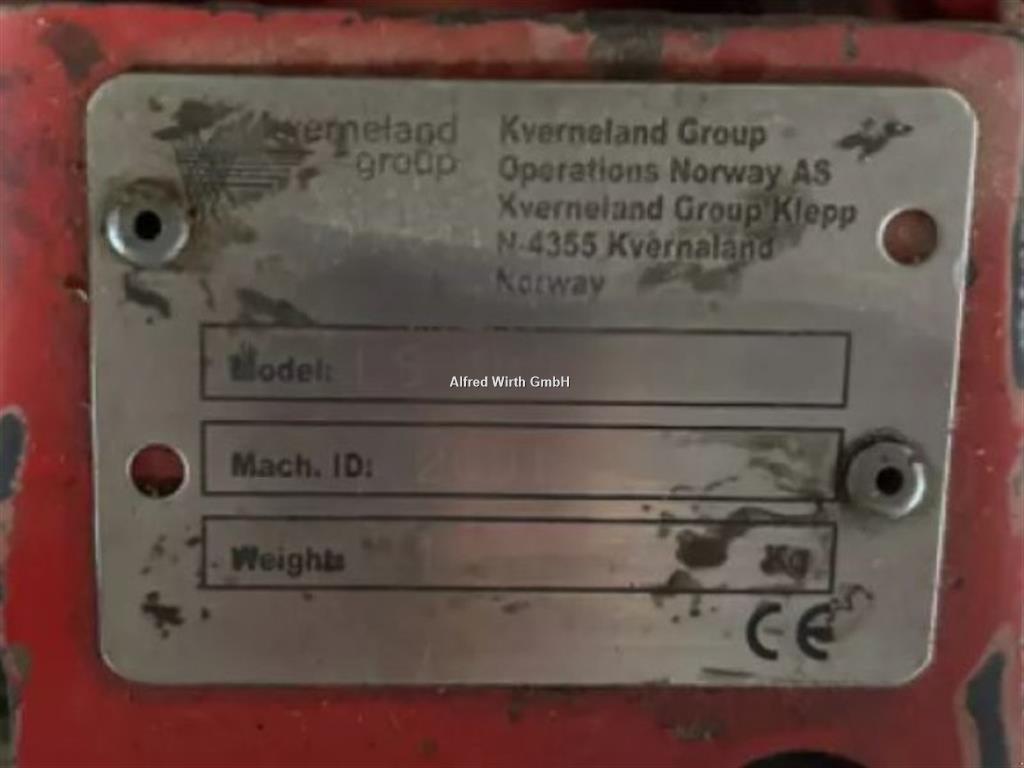 kverneland
group
Kverneland Group
Operations Norway AS
Kverneland Group Klepp
N-4355 Kvernaland
Norway
Model:
Alfred Wirth GmbH
Mach. ID:
Weight:
Kg
CE